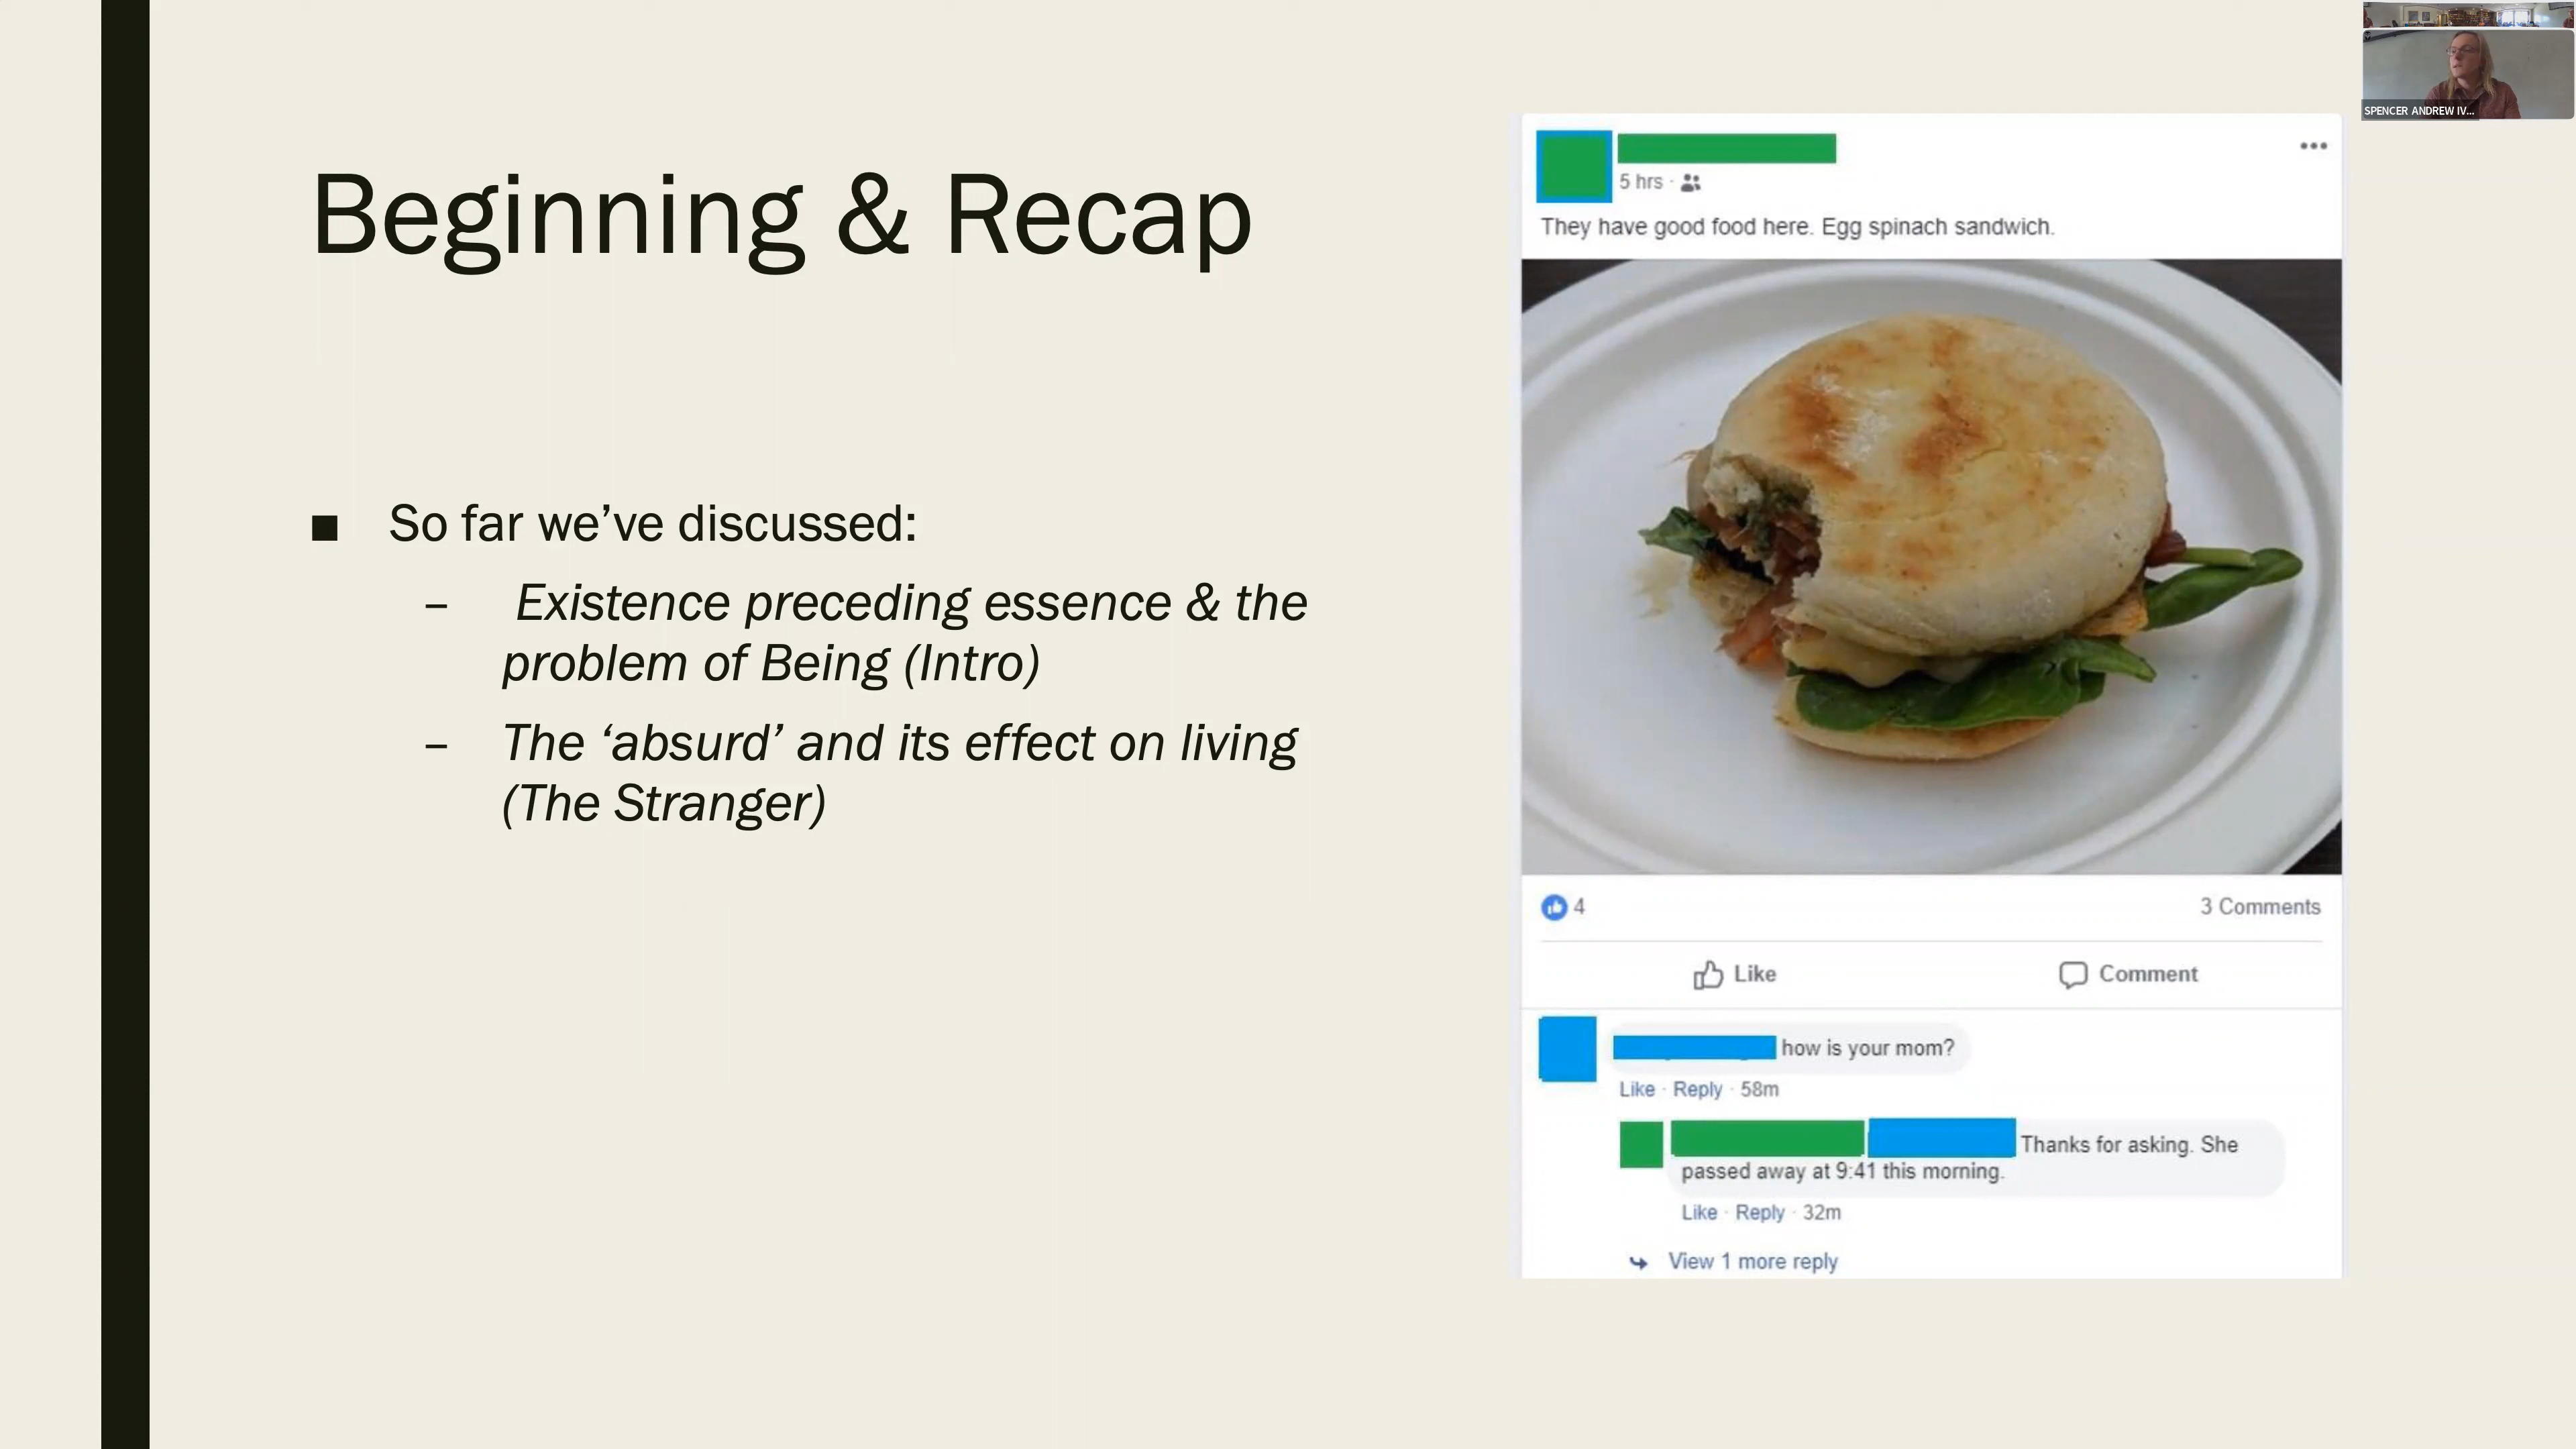 Beginning & Recap
■ So far we’ve discussed:
– Existence preceding essence & the
problem of Being (Intro)
– The ‘absurd’ and its effect on living
(The Stranger)
5 hrs ·
They have good food here. Egg spinach sandwich.
4
3 Comments
Like
Comment
how is your mom?
Like · Reply · 58m
Thanks for asking. She
passed away at 9:41 this morning.
Like · Reply · 32m
View 1 more reply
SPENCER ANDREW IV...